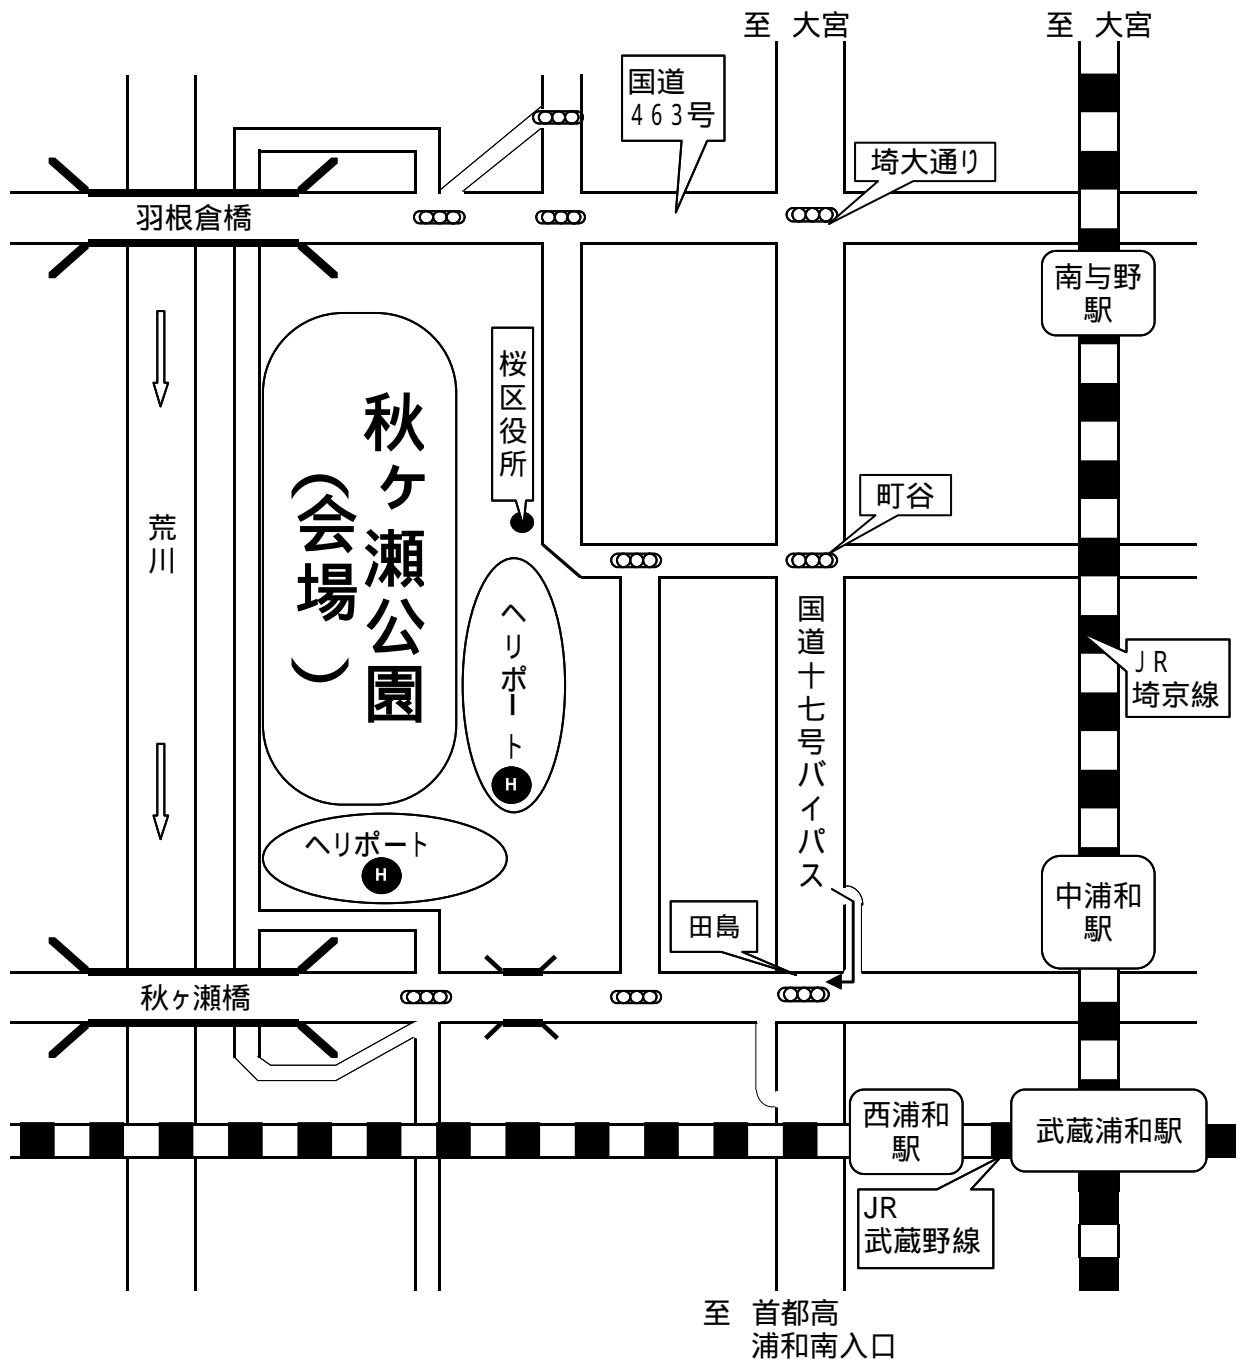 至 大宮
至 大宮
国道
463号
埼大通り
羽根倉橋
南与野
駅
桜区役所
秋ヶ瀬公園
(会場)
町谷
荒川
ヘリポート
H
国道十七号バイパス
JR
埼京線
ヘリポート
H
中浦和
駅
田島
秋ヶ瀬橋
西浦和
駅
武蔵浦和駅
JR
武蔵野線
至 首都高
浦和南入口